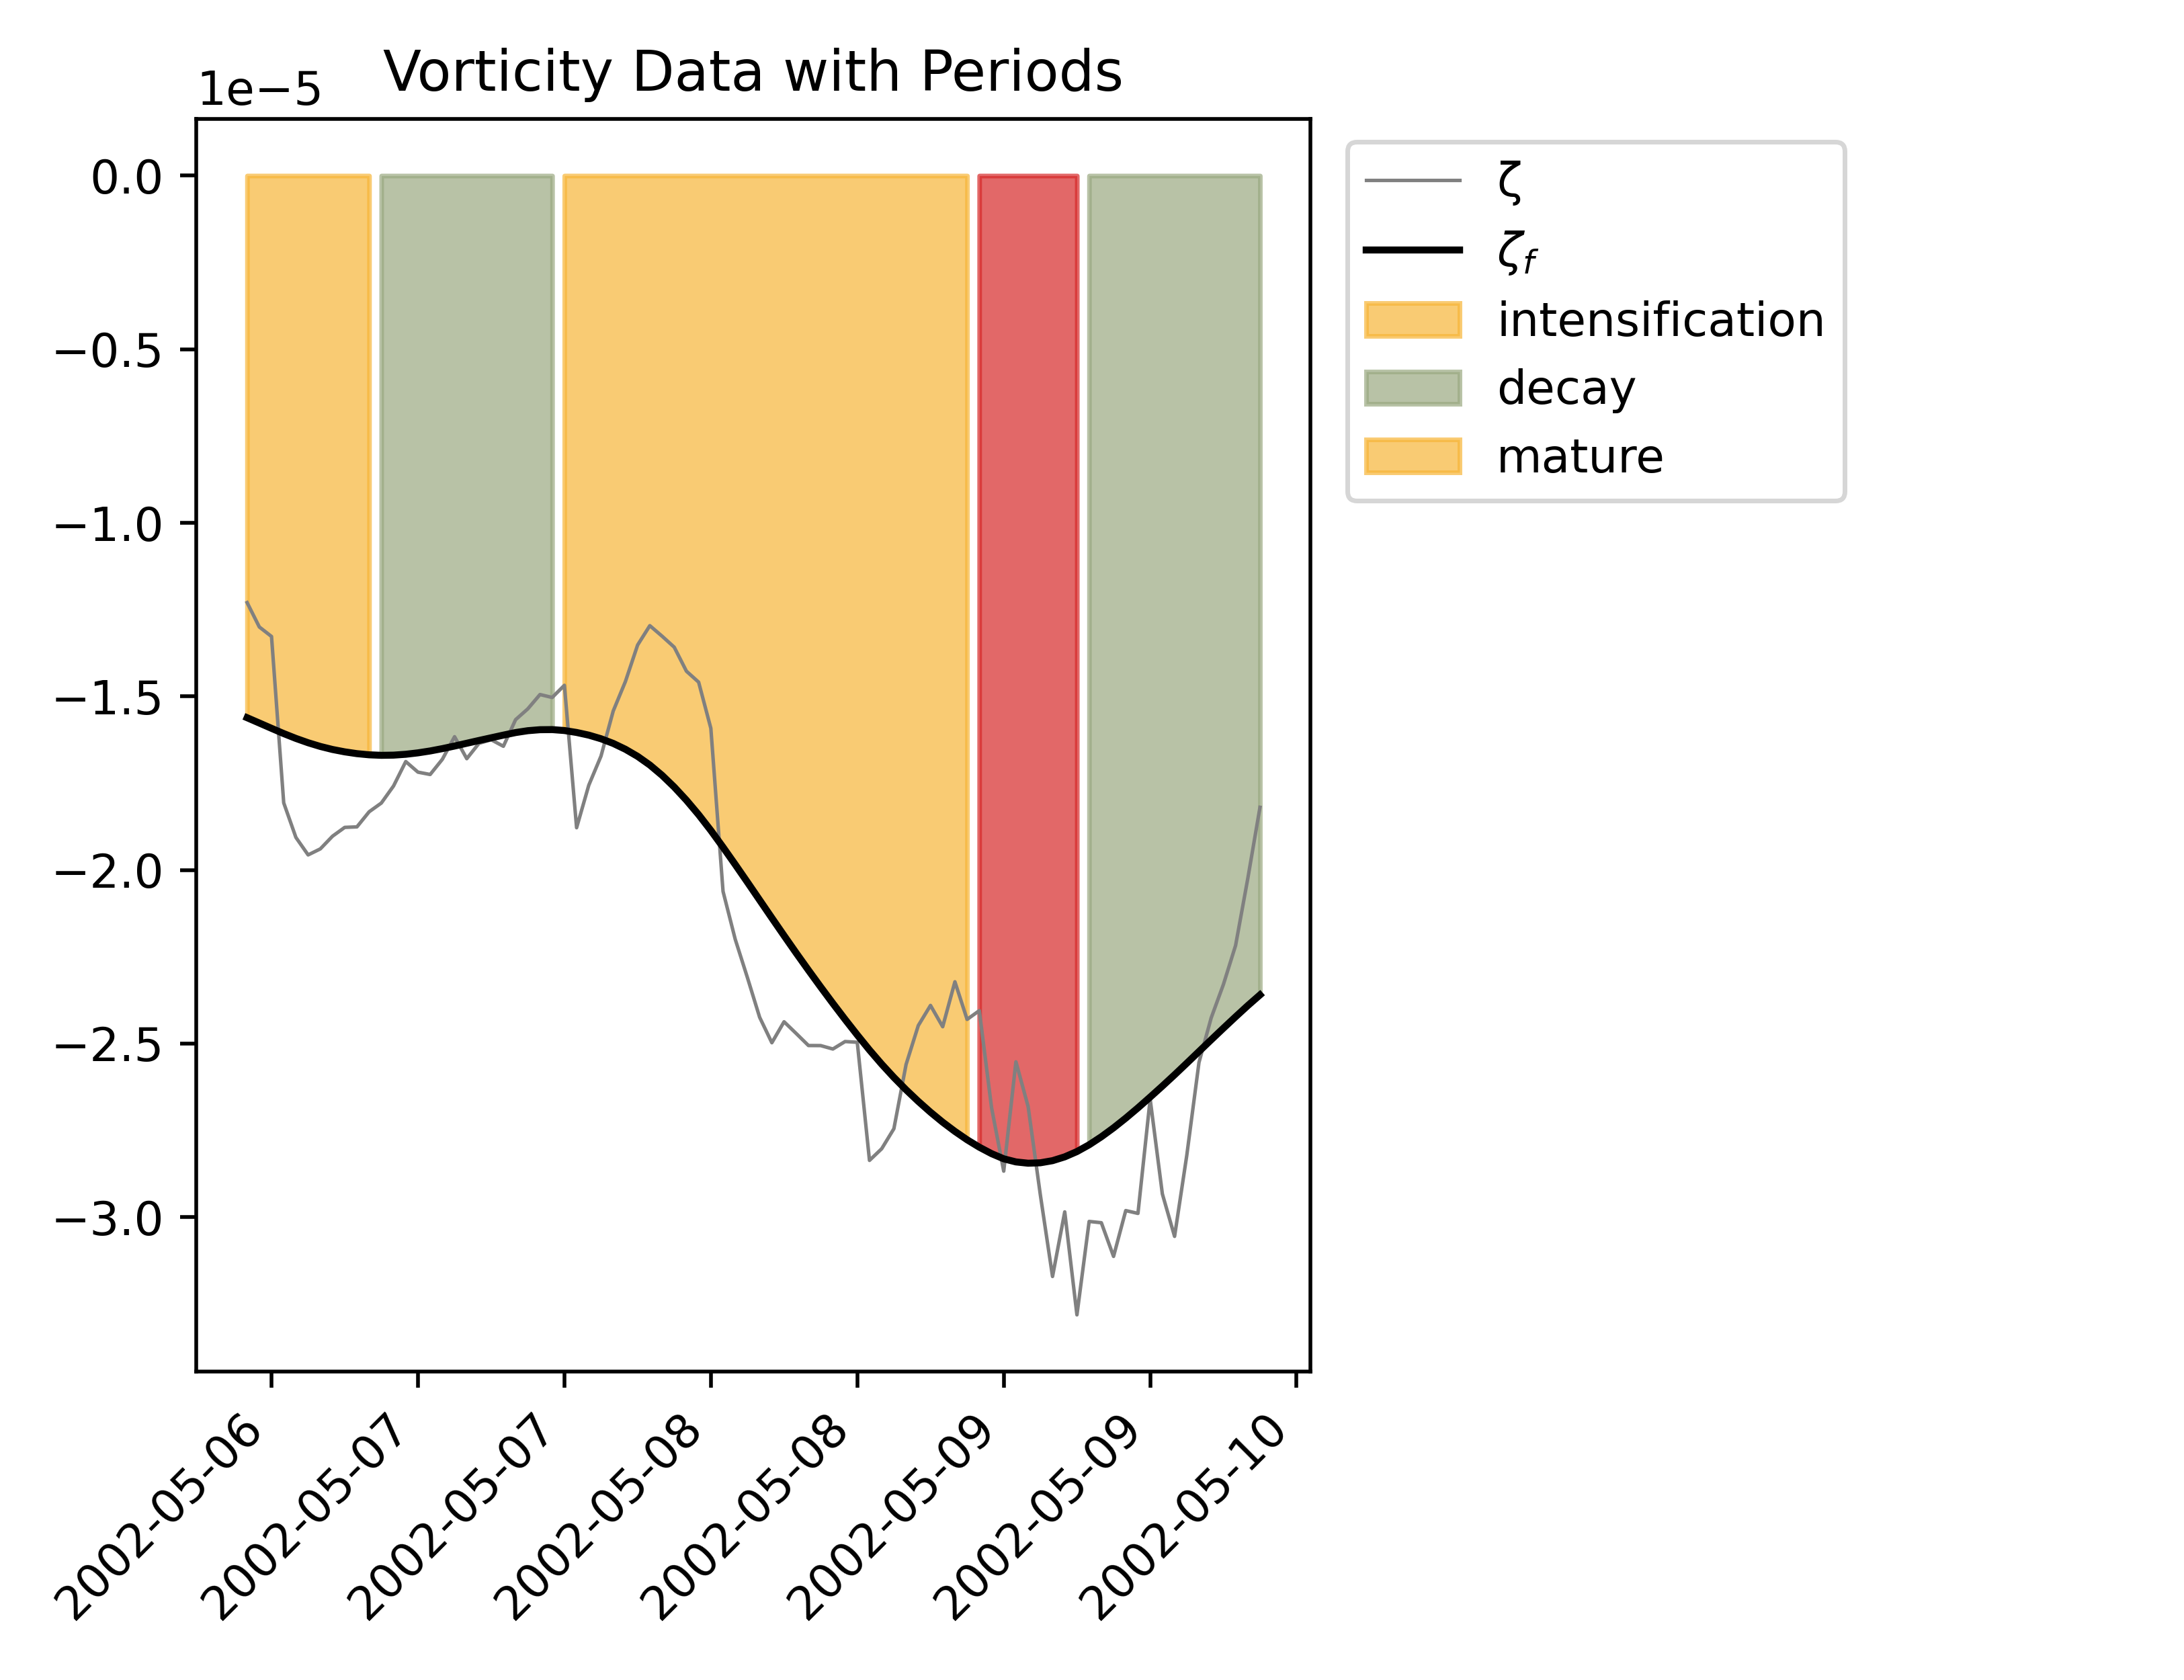 Vorticity Data with Periods
1e−5
0.0
−0.5
−1.0
−1.5
−2.0
−2.5
−3.0
2002-05-06
2002-05-07
2002-05-07
2002-05-08
2002-05-08
2002-05-09
2002-05-09
2002-05-10
ζ
ζf
intensification
decay
mature